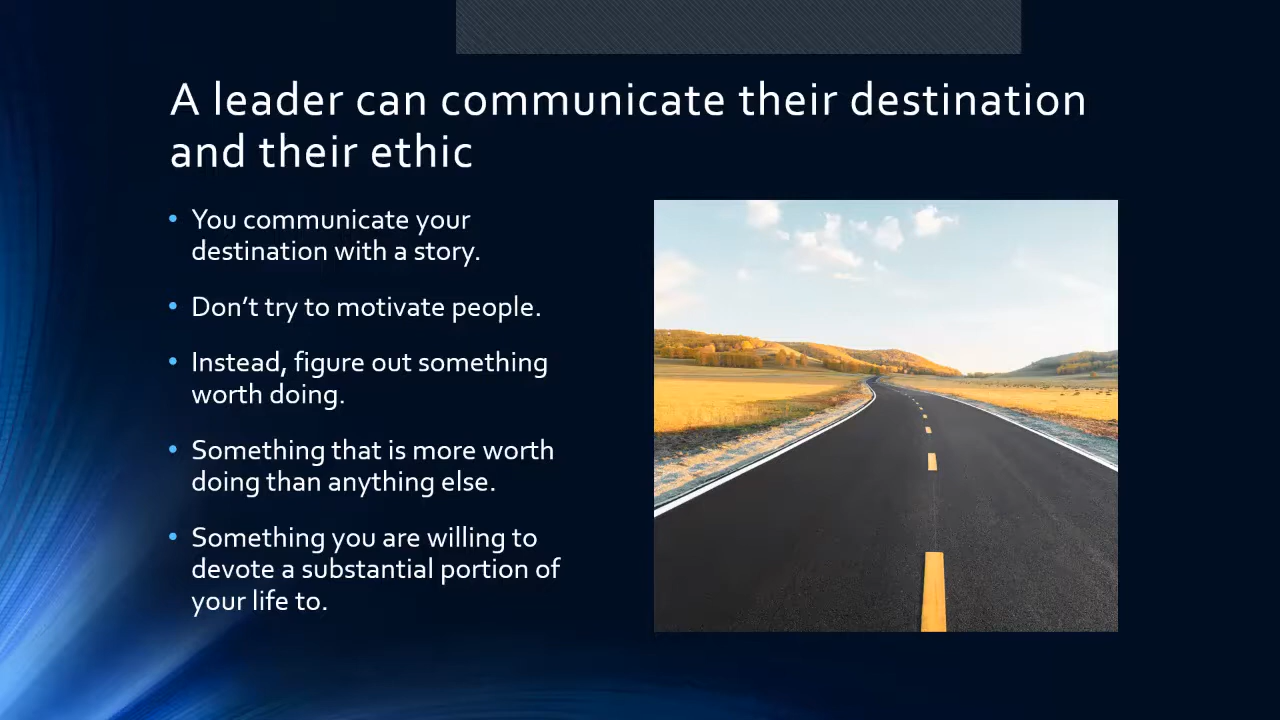 A leader can communicate their destination
and their ethic
• You communicate your
destination with a story.
• Don’t try to motivate people.
• Instead, figure out something
worth doing.
• Something that is more worth
doing than anything else.
• Something you are willing to
devote a substantial portion of
your life to.